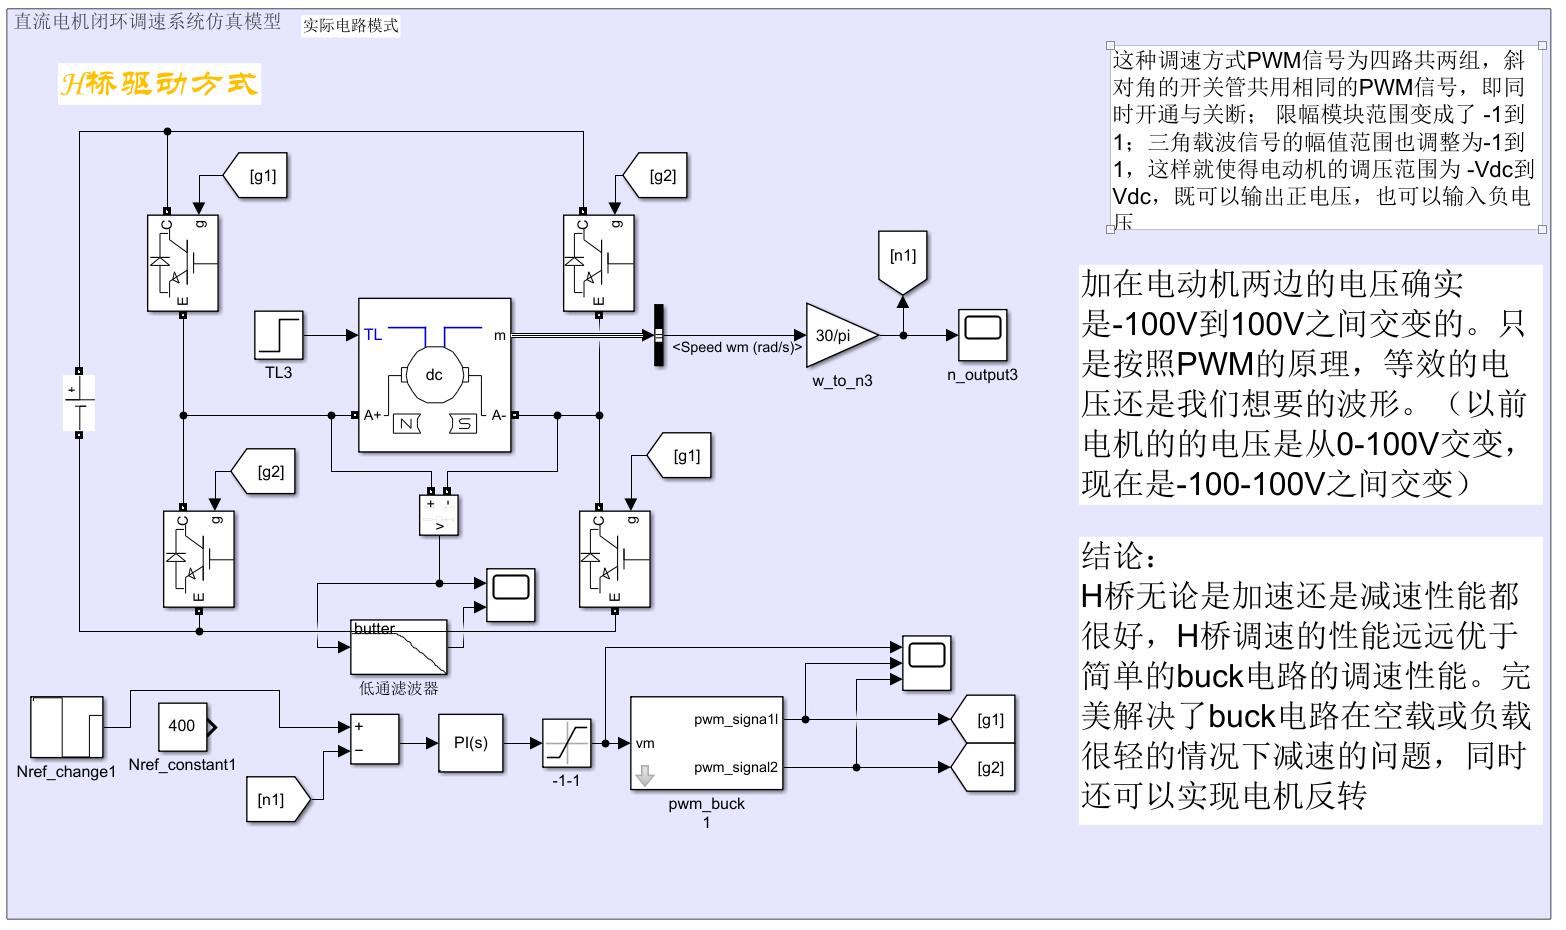 直流电机闭环调速系统仿真模型
实际电路模式
H桥驱动方式
这种调速方式PWM信号为四路共两组，斜
对角的开关管共用相同的PWM信号，即同
时开通与关断； 限幅模块范围变成了 -1到
1；三角载波信号的幅值范围也调整为-1到
1，这样就使得电动机的调压范围为 -Vdc到
Vdc，既可以输出正电压，也可以输入负电
压
[g1]
[g2]
C
g
E
C
g
E
[n1]
TL3
TL
m
dc
A+
A-
N
S
<Speed wm (rad/s)>
30/pi
w_to_n3
n_output3
加在电动机两边的电压确实
是-100V到100V之间交变的。只
是按照PWM的原理，等效的电
压还是我们想要的波形。（以前
电机的的电压是从0-100V交变，
现在是-100-100V之间交变）
+
[g2]
[g1]
C
g
E
+
-
v
C
g
E
butter
低通滤波器
结论：
H桥无论是加速还是减速性能都
很好，H桥调速的性能远远优于
简单的buck电路的调速性能。完
美解决了buck电路在空载或负载
很轻的情况下减速的问题，同时
还可以实现电机反转
Nref_change1
400
Nref_constant1
[n1]
+
−
PI(s)
-1-1
vm
pwm_signa1l
pwm_signal2
pwm_buck
1
[g1]
[g2]